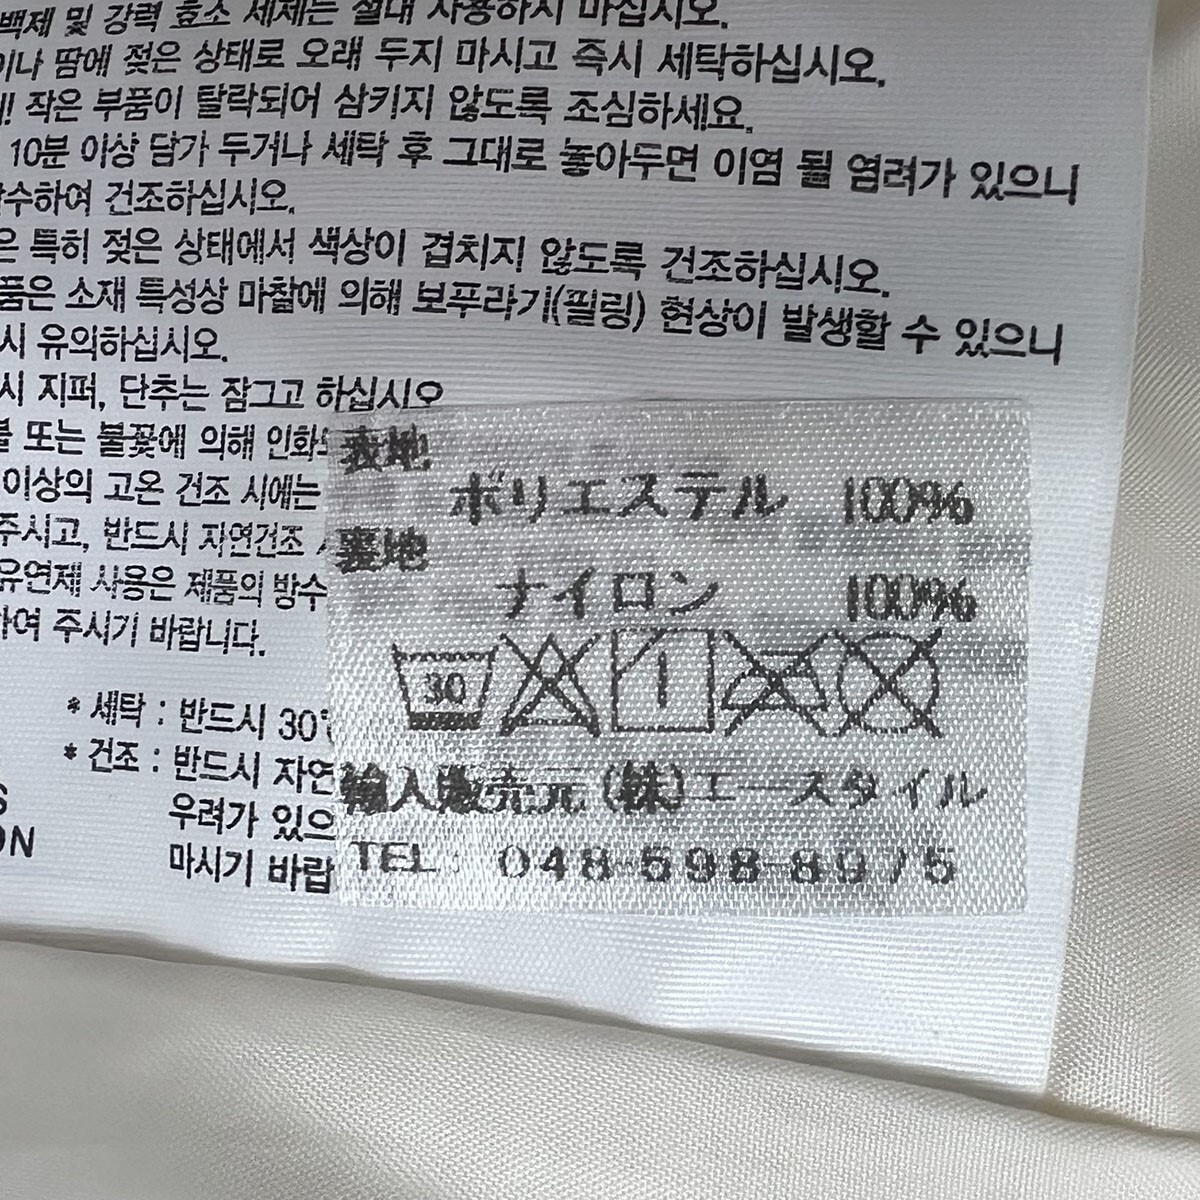 백제 및 강력 효소 세제는 절대 사용하지 마십시오.
이나 땀에 젖은 상태로 오래 두지 마시고 즉시 세탁하십시오.
작은 부품이 탈락되어 삼키지 않도록 조심하세요.
10분 이상 담가 두거나 세탁 후 그대로 놓아두면 이염 될 염려가 있으니
수하여 건조하십시오.
은 특히 젖은 상태에서 색상이 겹치지 않도록 건조하십시오.
품은 소재 특성상 마찰에 의해 보푸라기(필링) 현상이 발생할 수 있으니
시 유의하십시오.
시 지퍼, 단추는 잠그고 하십시오
또는 불꽃에 의해 인화
이상의 고온 건조 시에는
주시고, 반드시 자연건조
유연제 사용은 제품의 방수
하여 주시기 바랍니다.
* 세탁 : 반드시 30℃
* 건조 : 반드시 자연
우려가 있으
마시기 바랍
S
ON
表地
ポリエステル 100%
裏地
ナイロン 100%
30
輸入販売元 (株)エースタイル
TEL: 048-598-8975